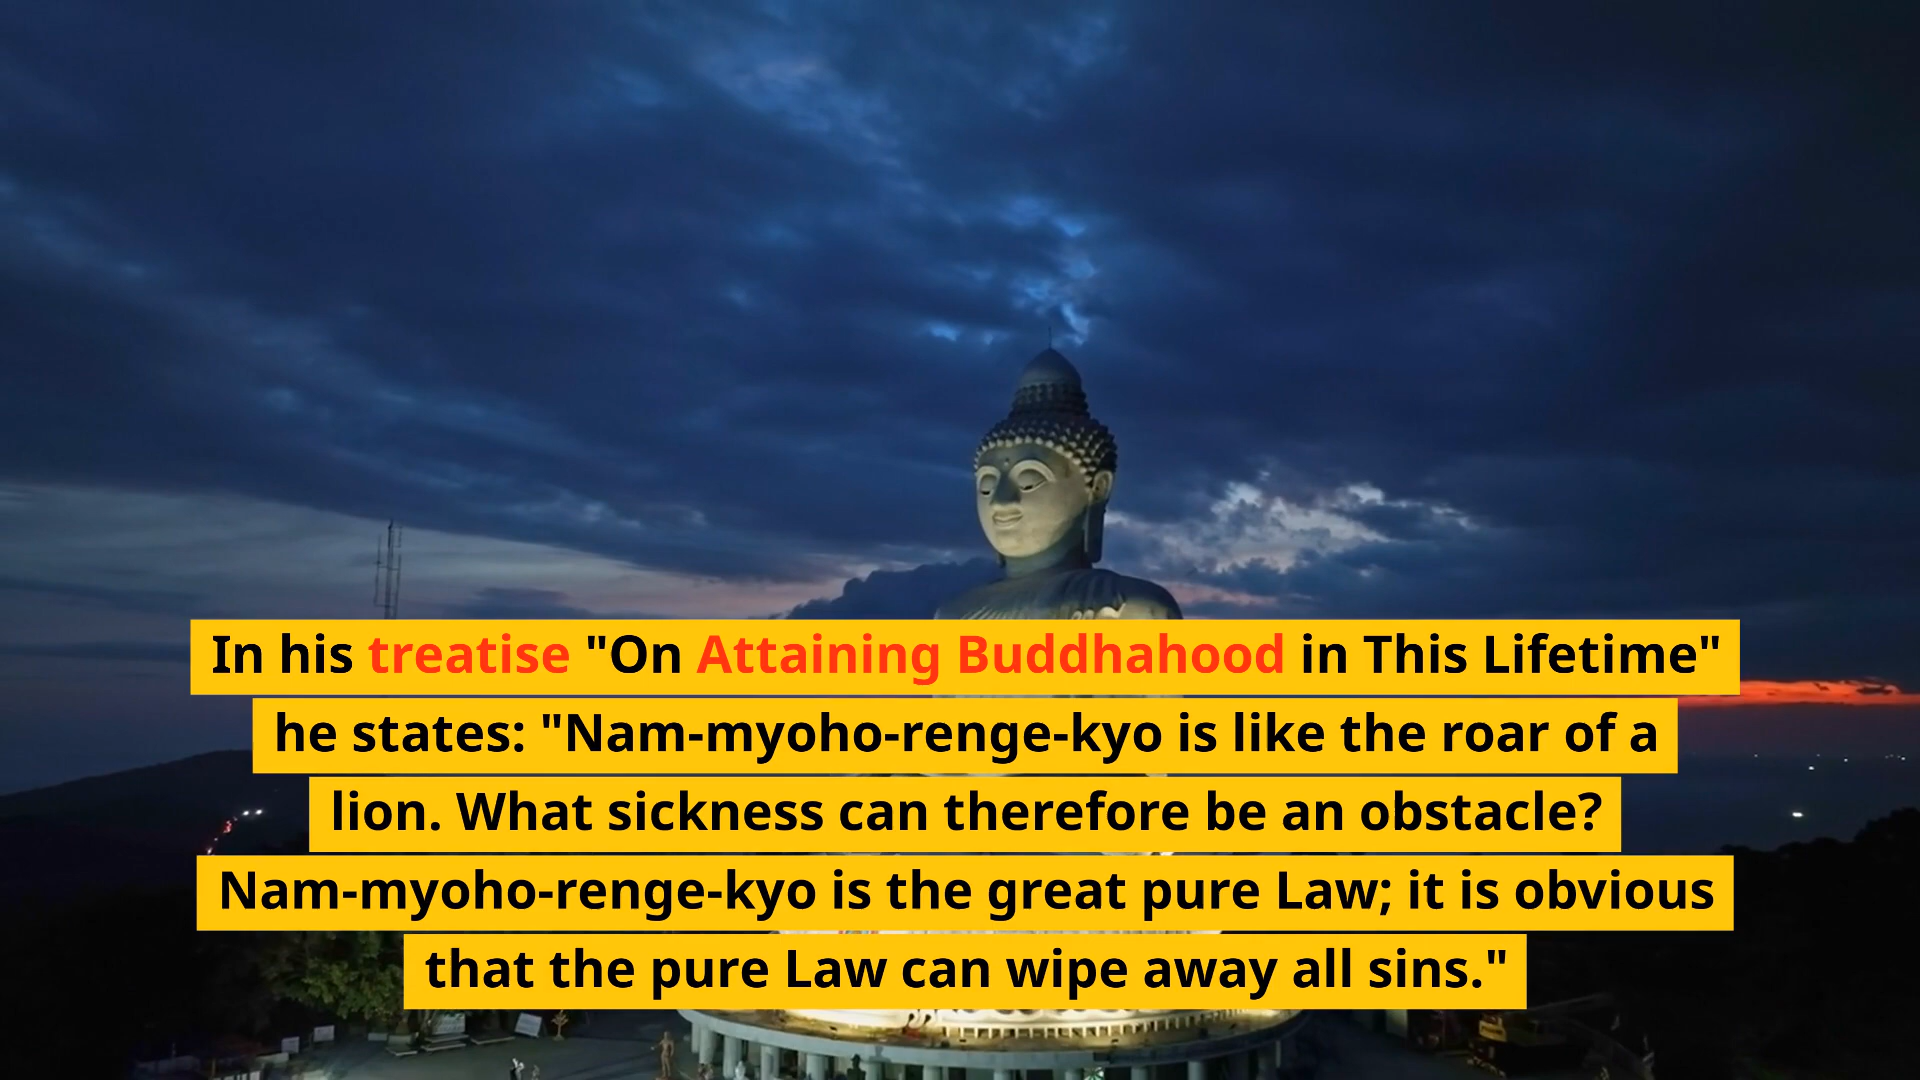 In his treatise "On Attaining Buddhahood in This Lifetime"
he states: "Nam-myoho-renge-kyo is like the roar of a
lion. What sickness can therefore be an obstacle?
Nam-myoho-renge-kyo is the great pure Law; it is obvious
that the pure Law can wipe away all sins."